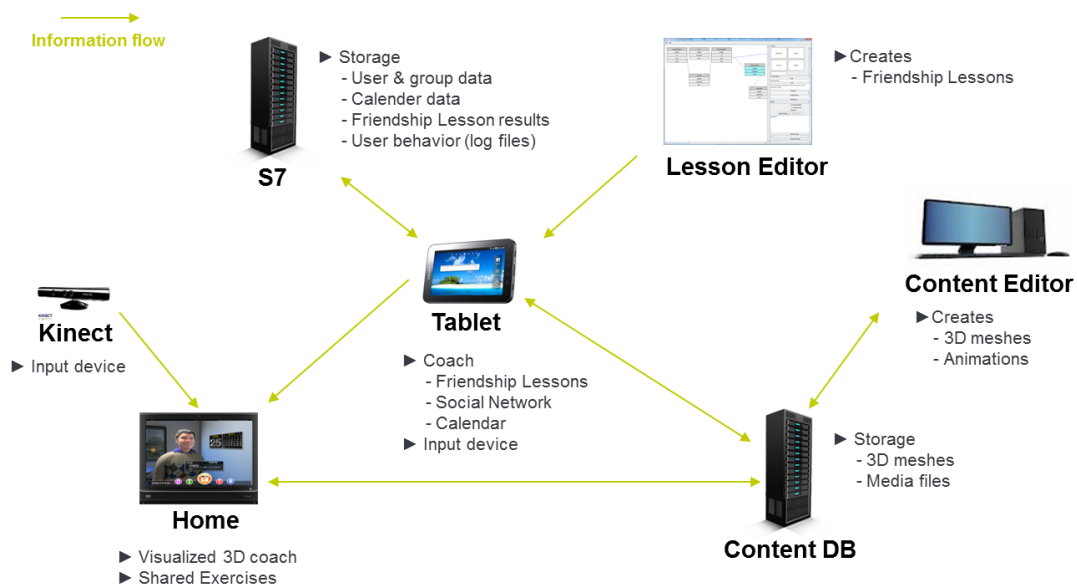 Information flow
► Storage
- User & group data
- Calender data
- Friendship Lesson results
- User behavior (log files)
S7
► Creates
- Friendship Lessons
Lesson Editor
Content Editor
► Creates
- 3D meshes
- Animations
KINECT
Kinect
► Input device
Tablet
► Coach
- Friendship Lessons
- Social Network
- Calendar
► Input device
25
Home
► Visualized 3D coach
► Shared Exercises
► Storage
- 3D meshes
- Media files
Content DB